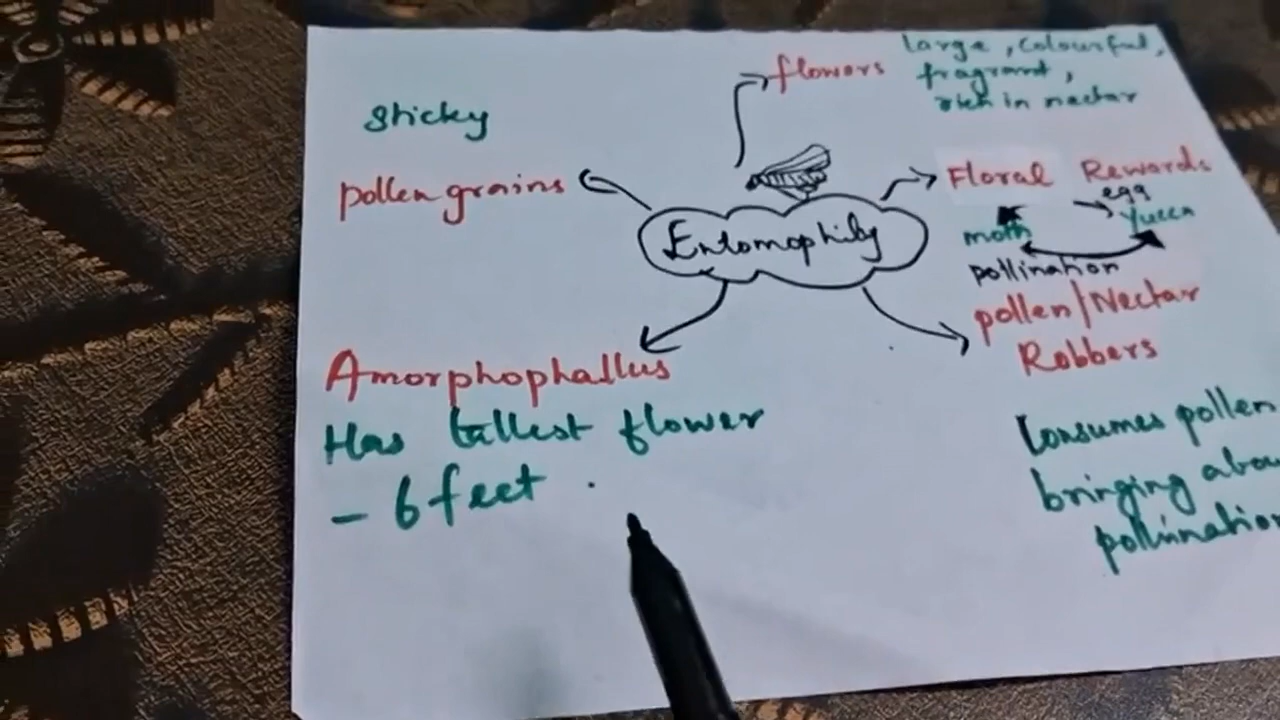 flowers
large, colourful,
fragrant,
rich in nectar
sticky
pollen grains
Entomophily
Floral Rewards
egg
moth
Yucca
pollination
pollen/Nectar
Robbers
Consumes pollen
bringing abou
pollination
Amorphophallus
Has tallest flower
- 6 feet .